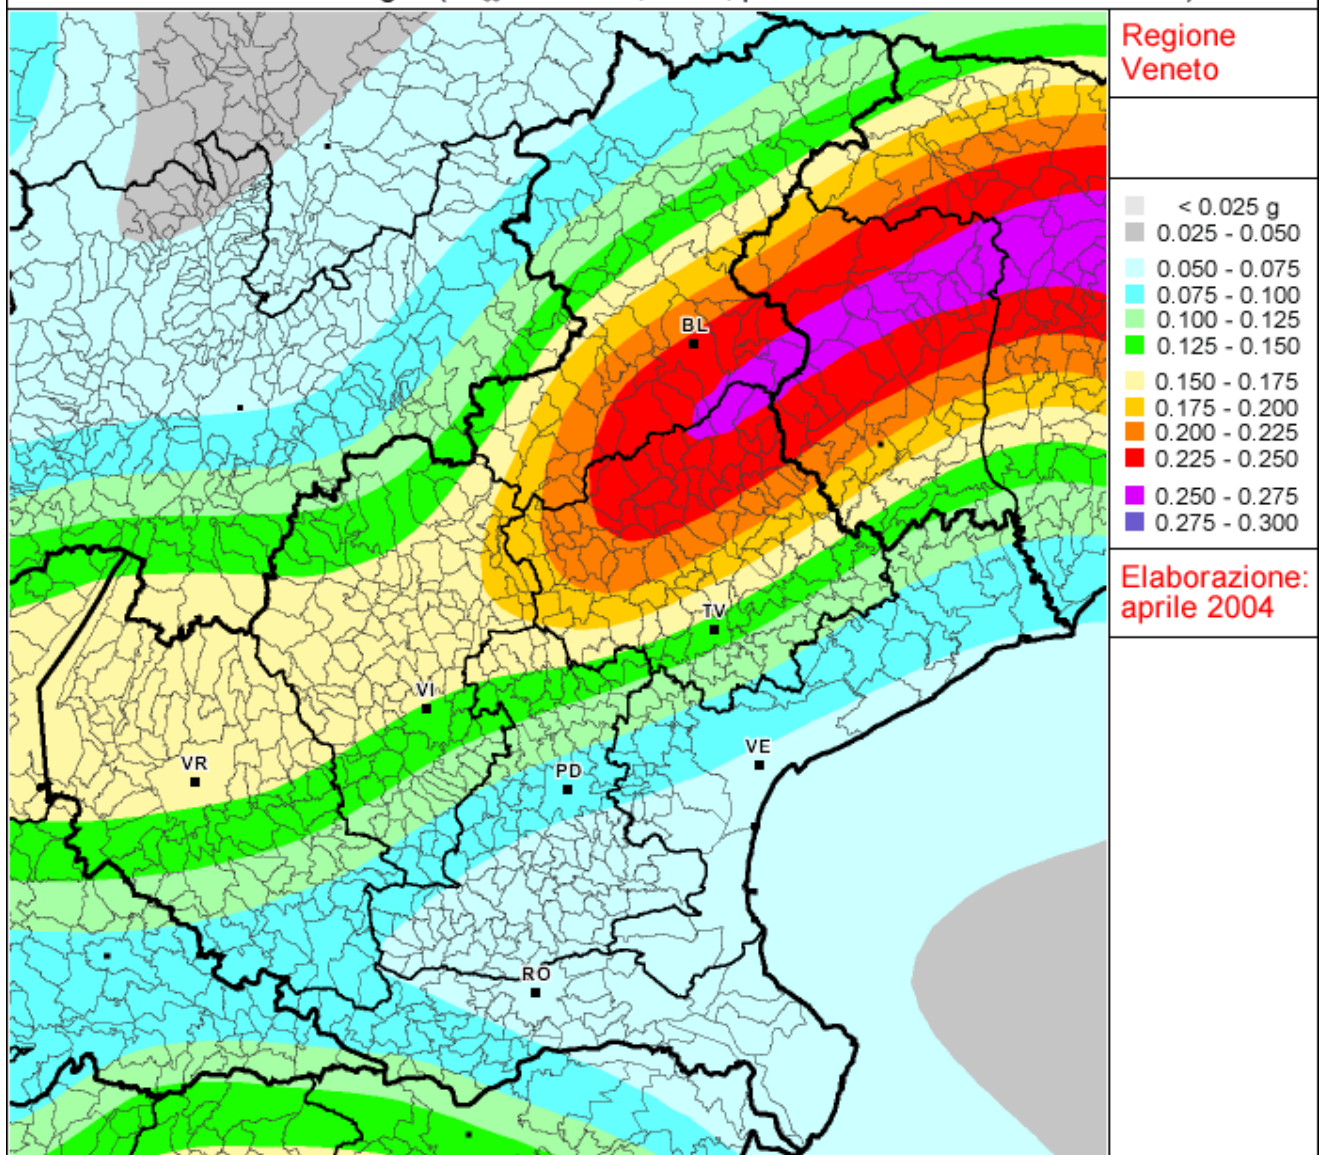 Regione
Veneto
< 0.025 g
0.025 - 0.050
0.050 - 0.075
0.075 - 0.100
0.100 - 0.125
0.125 - 0.150
0.150 - 0.175
0.175 - 0.200
0.200 - 0.225
0.225 - 0.250
0.250 - 0.275
0.275 - 0.300
Elaborazione:
aprile 2004
BL
TV
VI
VE
VR
PD
RO